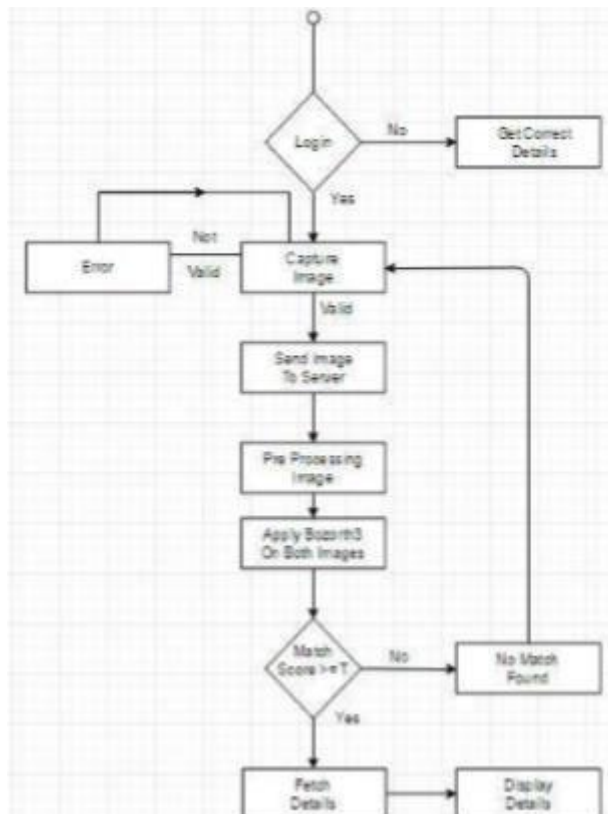 Login
No
Get Correct
Details
Yes
Not
Valid
Error
Capture
Image
Valid
Send Image
To Server
Pre Processing
Image
Apply Bozorth3
On Both Images
Match
Score >= T
No
No Match
Found
Yes
Fetch
Details
Display
Details